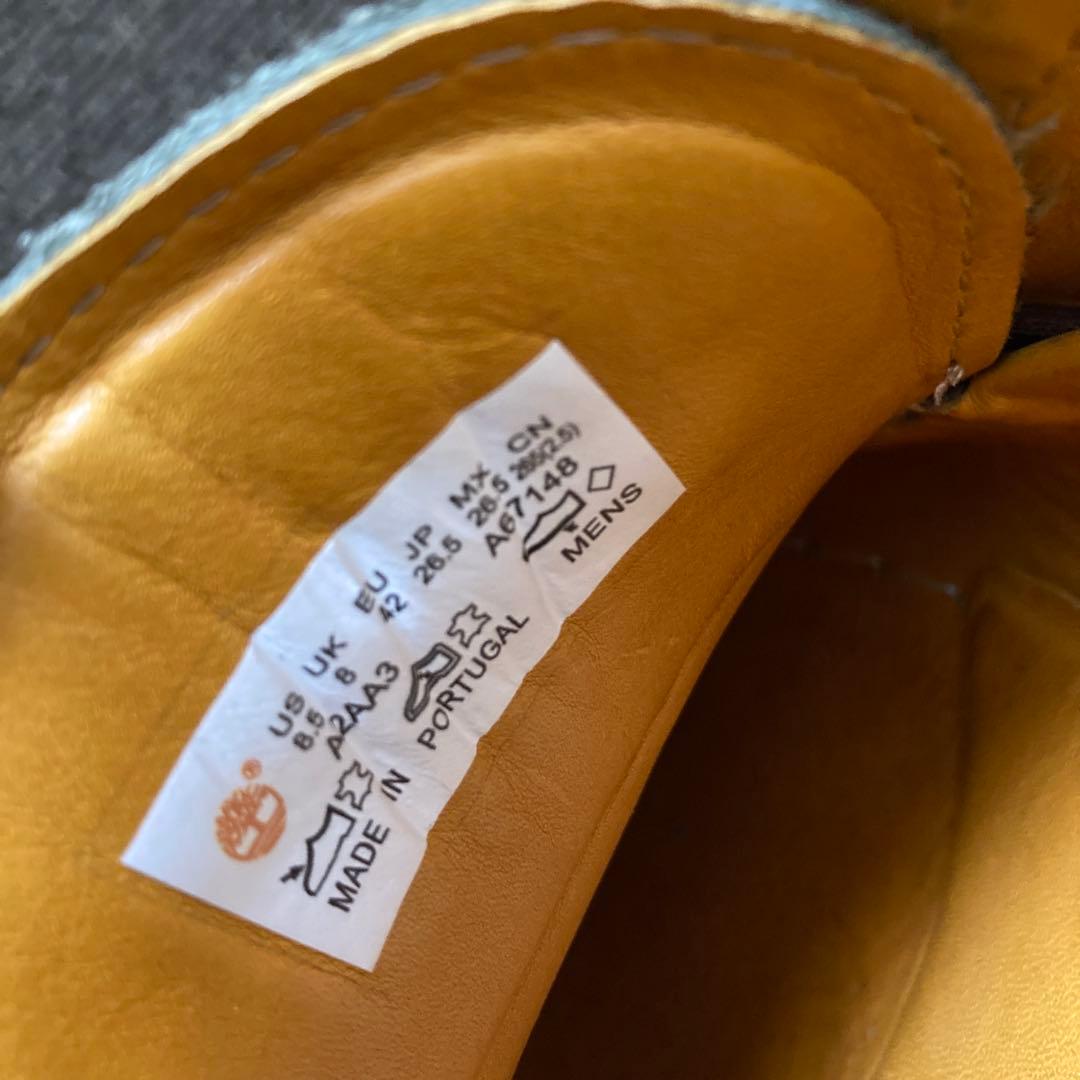 ®
US UK EU JP MX CN
8.5 8 42 26.5 26.5 265(2.5)
A2AA3 A67148
MADE IN PORTUGAL MENS